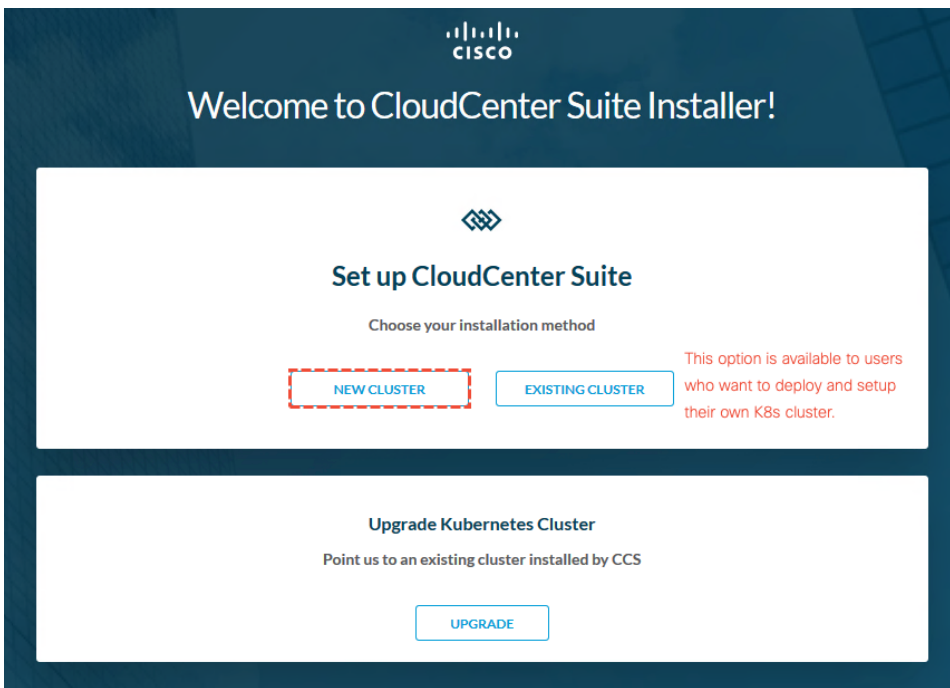 CISCO
Welcome to CloudCenter Suite Installer!
Set up CloudCenter Suite
Choose your installation method
NEW CLUSTER
EXISTING CLUSTER
This option is available to users
who want to deploy and setup
their own K8s cluster.
Upgrade Kubernetes Cluster
Point us to an existing cluster installed by CCS
UPGRADE